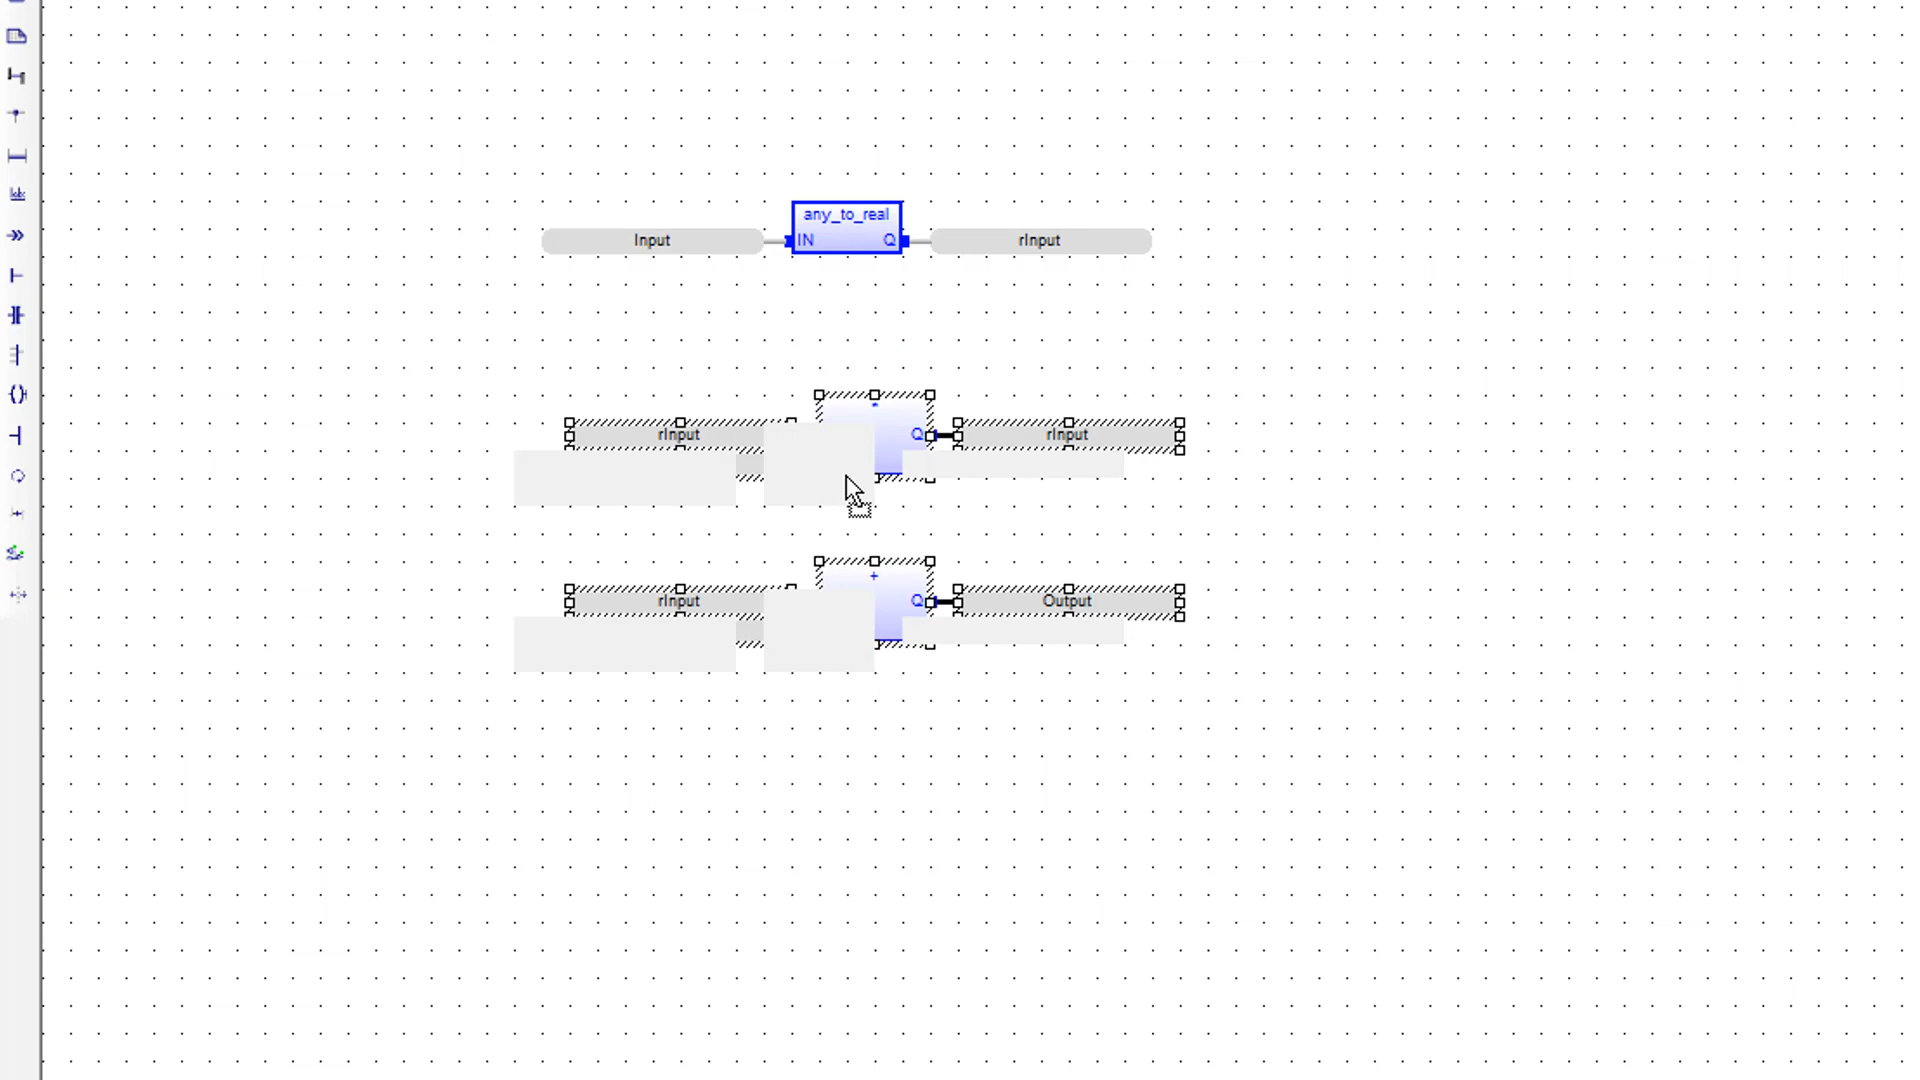 any_to_real
Input IN Q rInput
*
rInput Q rInput
+
rInput Q Output